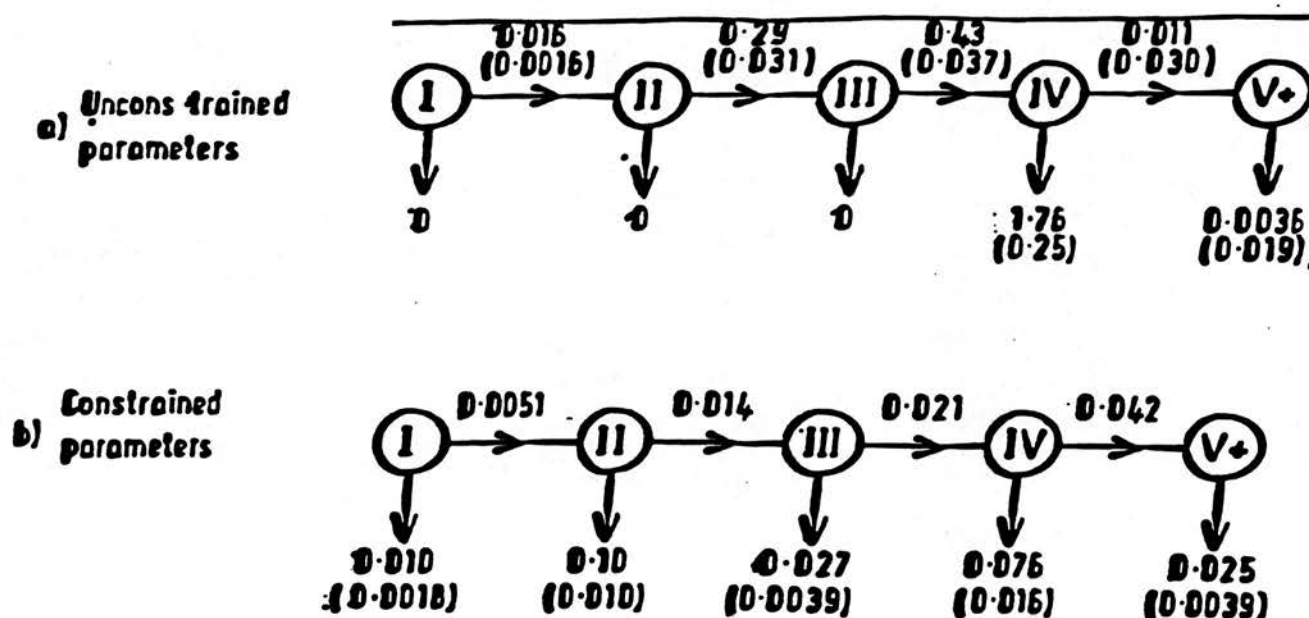 0·016 0·29 0·43 0·011
(0·0016) (0·031) (0·037) (0·030)
a) Unconstrained
parameters
I II III IV V+
0 0 0 1·76 0·0036
(0·25) (0·019)
b) Constrained
parameters
0·0051 0·014 0·021 0·042
I II III IV V+
0·010 0·10 0·027 0·076 0·025
(0·0018) (0·010) (0·0039) (0·016) (0·0039)